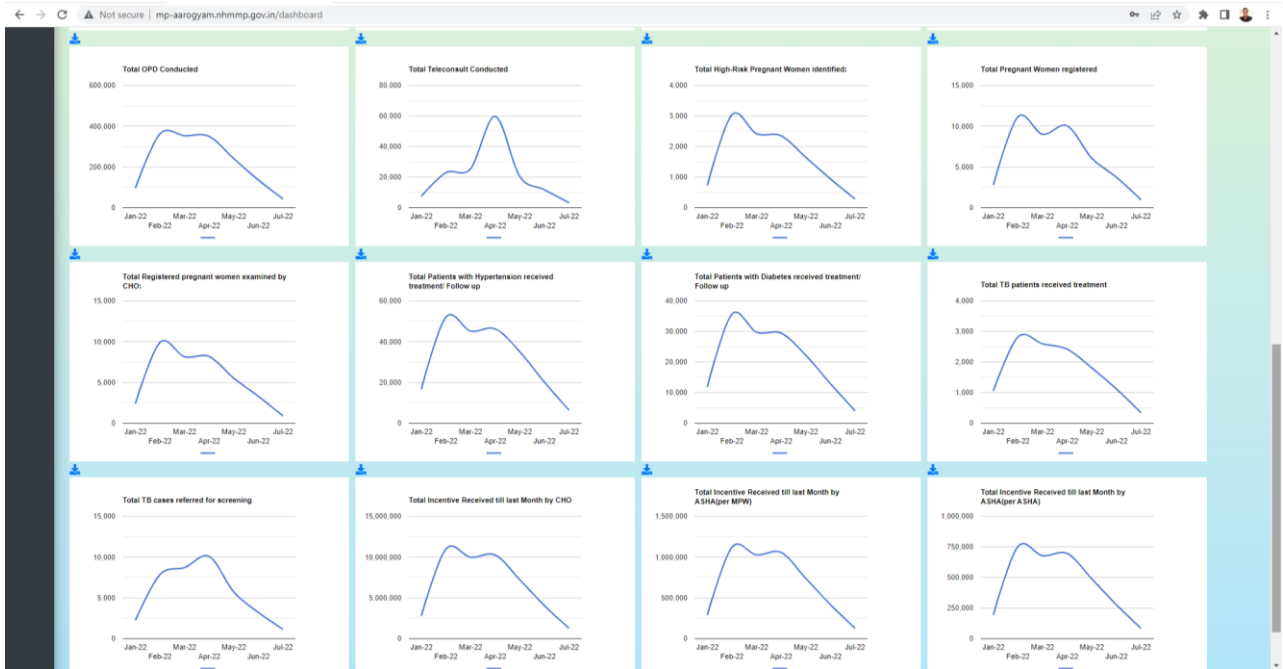 Not secure | mp-aarogyam.nhmmp.gov.in/dashboard
Total OPD Conducted
600,000
400,000
200,000
0
Jan-22 Mar-22 May-22 Jul-22
Feb-22 Apr-22 Jun-22
Total Teleconsult Conducted
80,000
60,000
40,000
20,000
0
Jan-22 Mar-22 May-22 Jul-22
Feb-22 Apr-22 Jun-22
Total High-Risk Pregnant Women identified:
4,000
3,000
2,000
1,000
0
Jan-22 Mar-22 May-22 Jul-22
Feb-22 Apr-22 Jun-22
Total Pregnant Women registered
15,000
10,000
5,000
0
Jan-22 Mar-22 May-22 Jul-22
Feb-22 Apr-22 Jun-22
Total Registered pregnant women examined by
CHO:
15,000
10,000
5,000
0
Jan-22 Mar-22 May-22 Jul-22
Feb-22 Apr-22 Jun-22
Total Patients with Hypertension received
treatment/ Follow up
60,000
40,000
20,000
0
Jan-22 Mar-22 May-22 Jul-22
Feb-22 Apr-22 Jun-22
Total Patients with Diabetes received treatment/
Follow up
40,000
30,000
20,000
10,000
0
Jan-22 Mar-22 May-22 Jul-22
Feb-22 Apr-22 Jun-22
Total TB patients received treatment
4,000
3,000
2,000
1,000
0
Jan-22 Mar-22 May-22 Jul-22
Feb-22 Apr-22 Jun-22
Total TB cases referred for screening
15,000
10,000
5,000
0
Jan-22 Mar-22 May-22 Jul-22
Feb-22 Apr-22 Jun-22
Total Incentive Received till last Month by CHO
15,000,000
10,000,000
5,000,000
0
Jan-22 Mar-22 May-22 Jul-22
Feb-22 Apr-22 Jun-22
Total Incentive Received till last Month by
ASHA(per MPW)
1,500,000
1,000,000
500,000
0
Jan-22 Mar-22 May-22 Jul-22
Feb-22 Apr-22 Jun-22
Total Incentive Received till last Month by
ASHA(per ASHA)
1,000,000
750,000
500,000
250,000
0
Jan-22 Mar-22 May-22 Jul-22
Feb-22 Apr-22 Jun-22